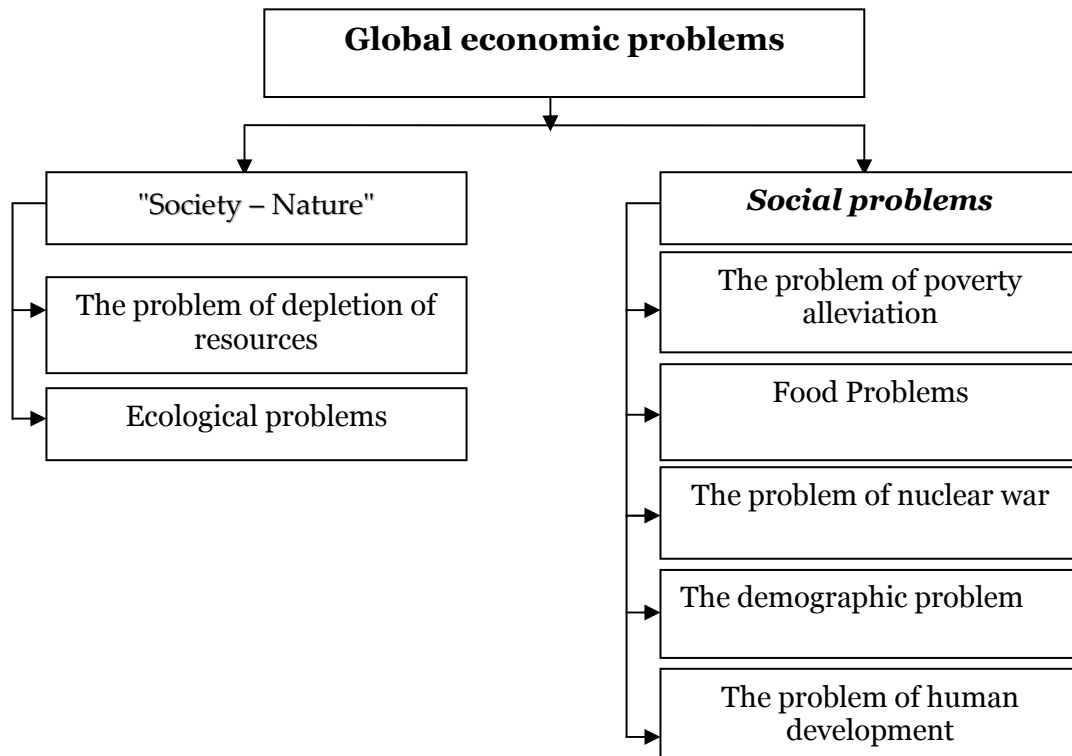 Global economic problems
"Society – Nature"
The problem of depletion of
resources
Ecological problems
Social problems
The problem of poverty
alleviation
Food Problems
The problem of nuclear war
The demographic problem
The problem of human
development